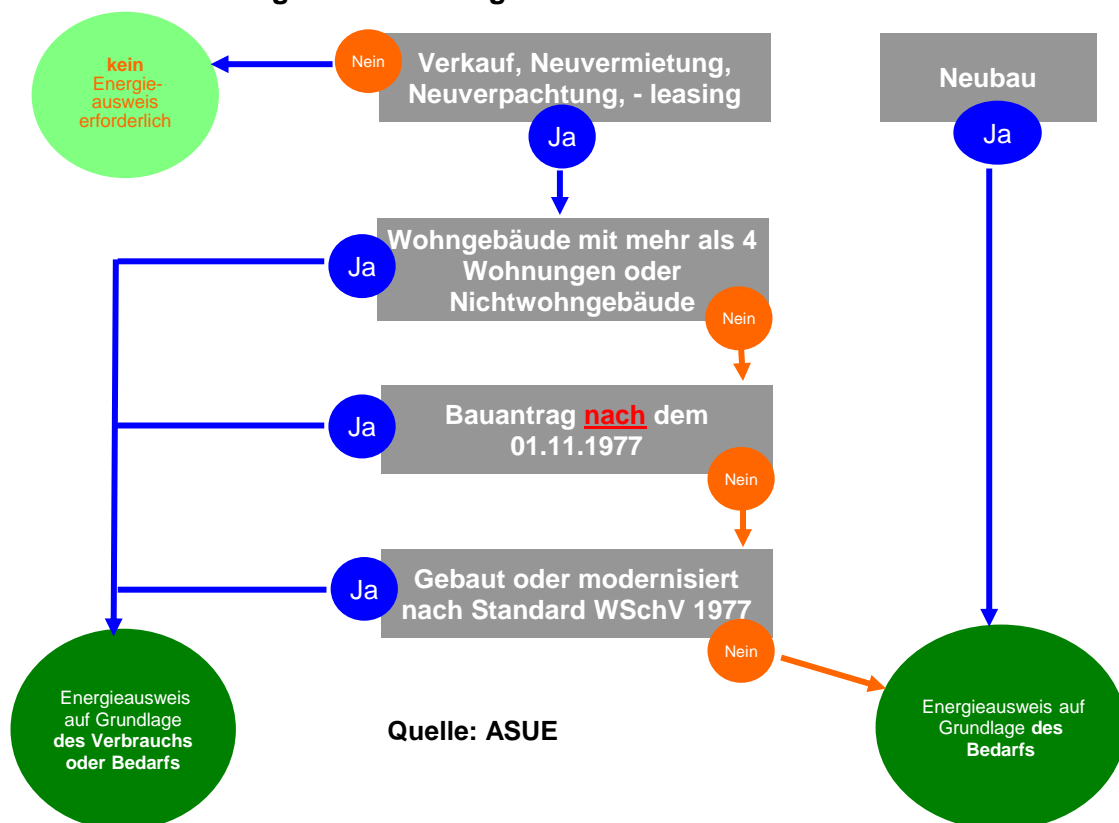 kein
Energie-
ausweis
erforderlich
Nein
Verkauf, Neuvermietung,
Neuverpachtung, - leasing
Ja
Neubau
Ja
Wohngebäude mit mehr als 4
Wohnungen oder
Nichtwohngebäude
Ja
Nein
Bauantrag nach dem
01.11.1977
Ja
Nein
Gebaut oder modernisiert
nach Standard WSchV 1977
Ja
Nein
Energieausweis
auf Grundlage
des Verbrauchs
oder Bedarfs
Quelle: ASUE
Energieausweis auf
Grundlage des
Bedarfs